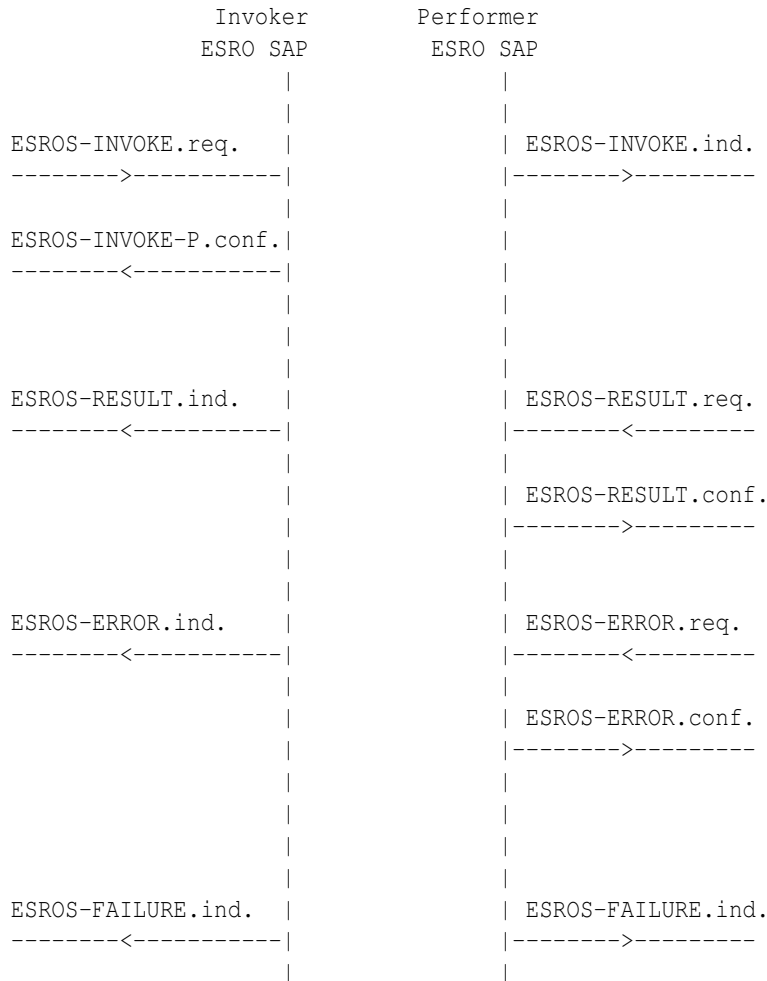 Invoker Performer
ESRO SAP ESRO SAP
| |
| |
ESROS-INVOKE.req. | | ESROS-INVOKE.ind.
-------->-----------| |-------->---------
| |
ESROS-INVOKE-P.conf.| |
--------<-----------| |
| |
| |
| |
ESROS-RESULT.ind. | | ESROS-RESULT.req.
--------<-----------| |--------<---------
| |
| | ESROS-RESULT.conf.
| |-------->---------
| |
| |
ESROS-ERROR.ind. | | ESROS-ERROR.req.
--------<-----------| |--------<---------
| |
| | ESROS-ERROR.conf.
| |-------->---------
| |
| |
| |
| |
ESROS-FAILURE.ind. | | ESROS-FAILURE.ind.
--------<-----------| |-------->---------
| |